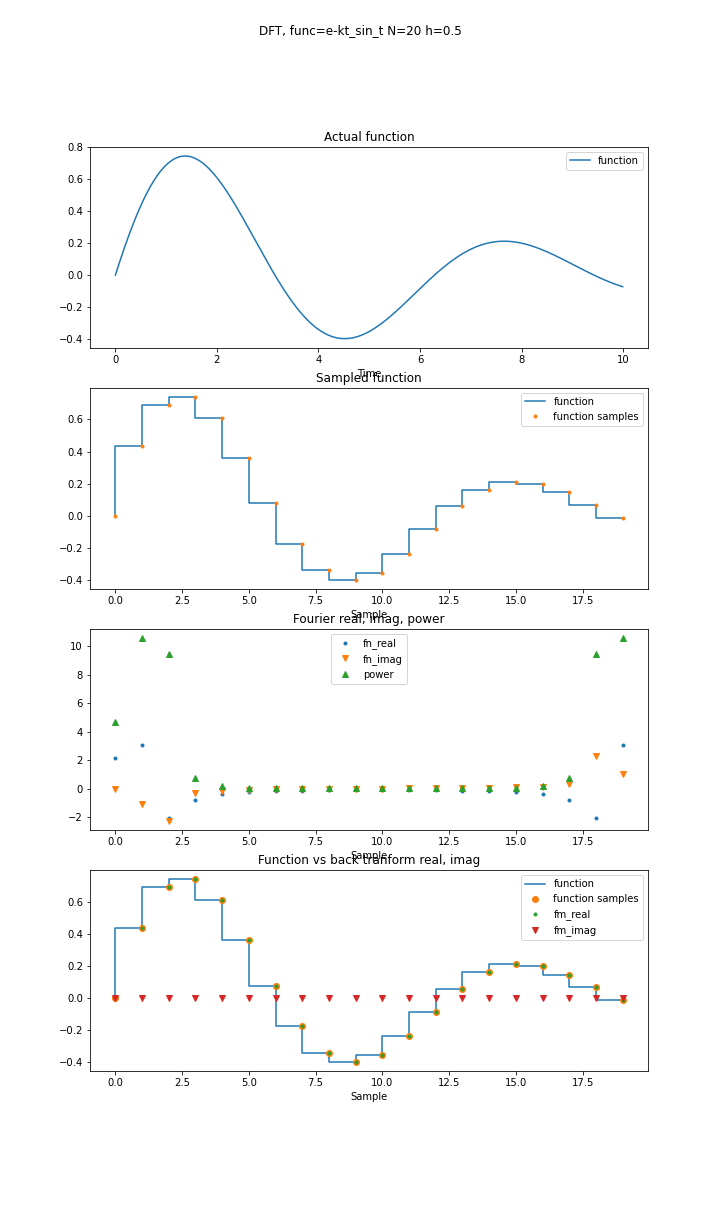 DFT, func=e-kt_sin_t N=20 h=0.5
Actual function
0.8
0.6
0.4
0.2
0.0
−0.2
−0.4
function
0 2 4 6 8 10
Time
Sampled function
0.6
0.4
0.2
0.0
−0.2
−0.4
function
function samples
0.0 2.5 5.0 7.5 10.0 12.5 15.0 17.5
Sample
Fourier real, imag, power
10
8
6
4
2
0
−2
fn_real
fn_imag
power
0.0 2.5 5.0 7.5 10.0 12.5 15.0 17.5
Sample
Function vs back tranform real, imag
0.6
0.4
0.2
0.0
−0.2
−0.4
function
function samples
fm_real
fm_imag
0.0 2.5 5.0 7.5 10.0 12.5 15.0 17.5
Sample